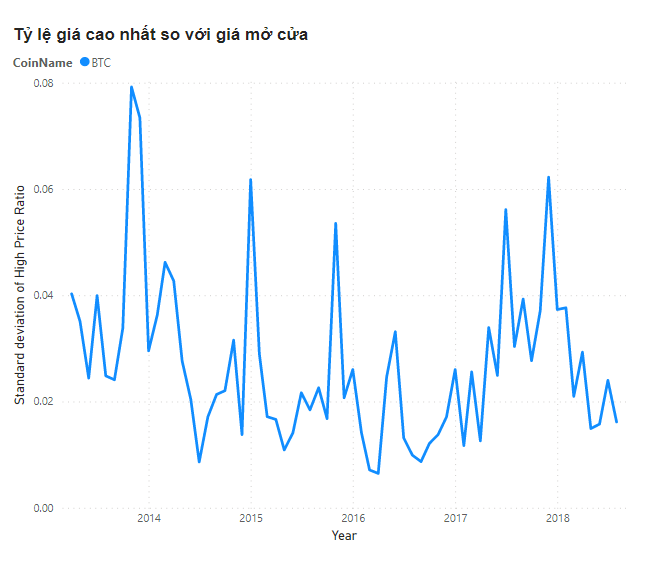 Tỷ lệ giá cao nhất so với giá mở cửa
CoinName BTC
0.08
0.06
0.04
0.02
0.00
Standard deviation of High Price Ratio
2014 2015 2016 2017 2018
Year